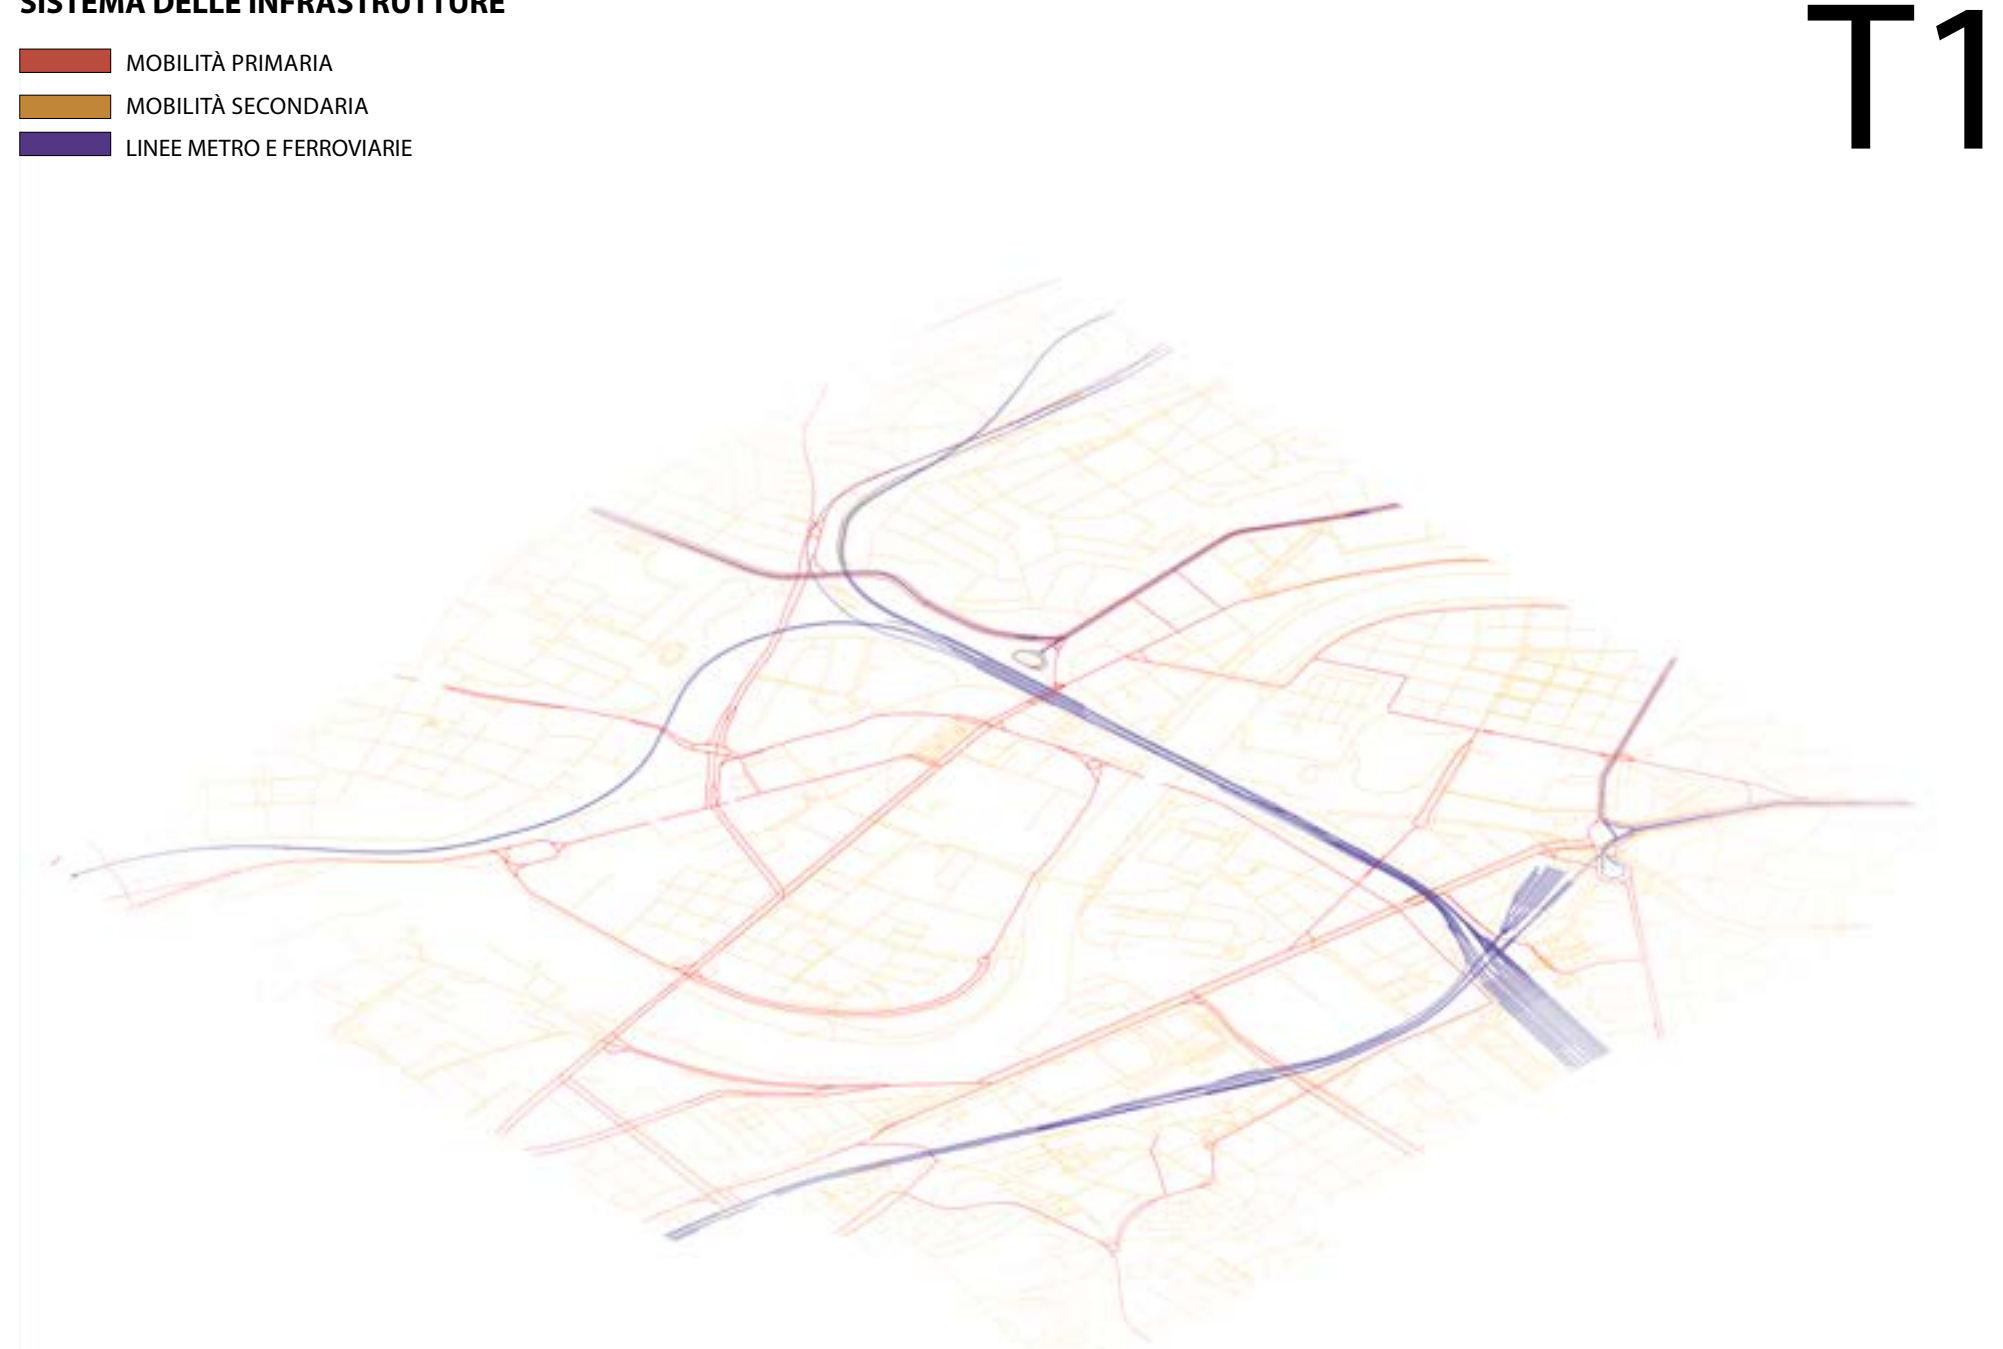 SISTEMA DELLE INFRASTRUTTURE
T1
MOBILITÀ PRIMARIA
MOBILITÀ SECONDARIA
LINEE METRO E FERROVIARIE